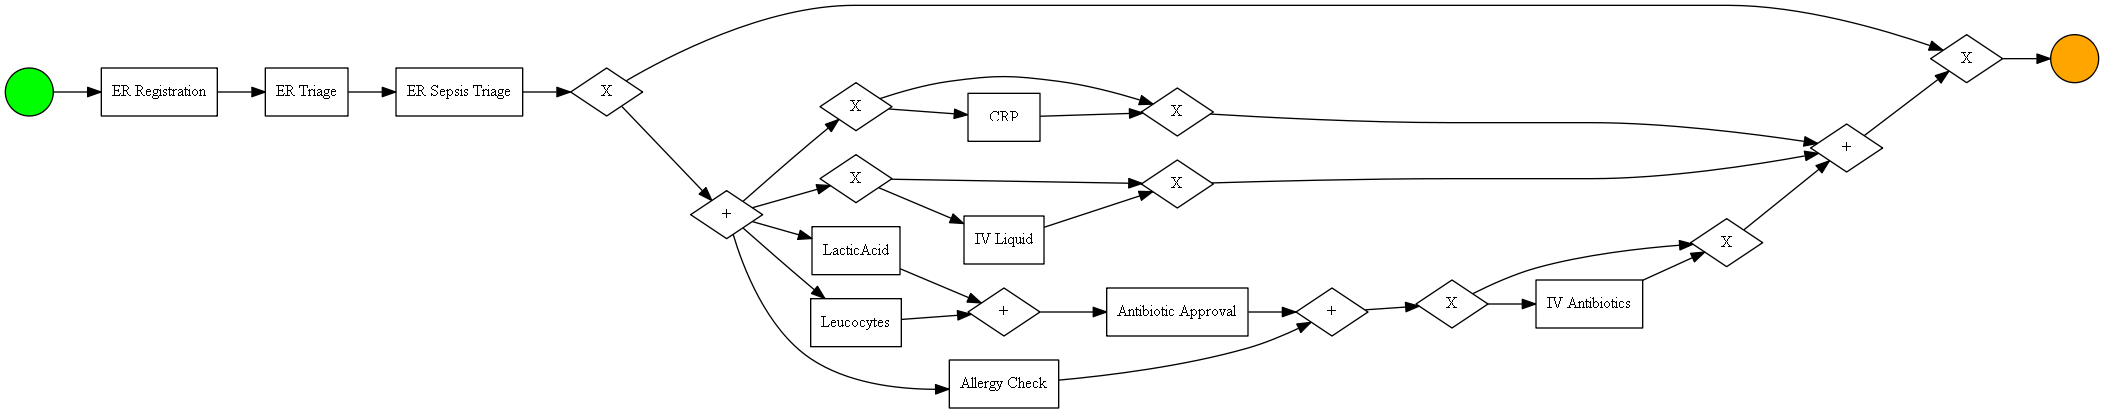 ER Registration
ER Triage
ER Sepsis Triage
X
+
X
CRP
X
X
IV Liquid
X
LacticAcid
Leucocytes
+
Antibiotic Approval
Allergy Check
+
X
IV Antibiotics
X
+
X